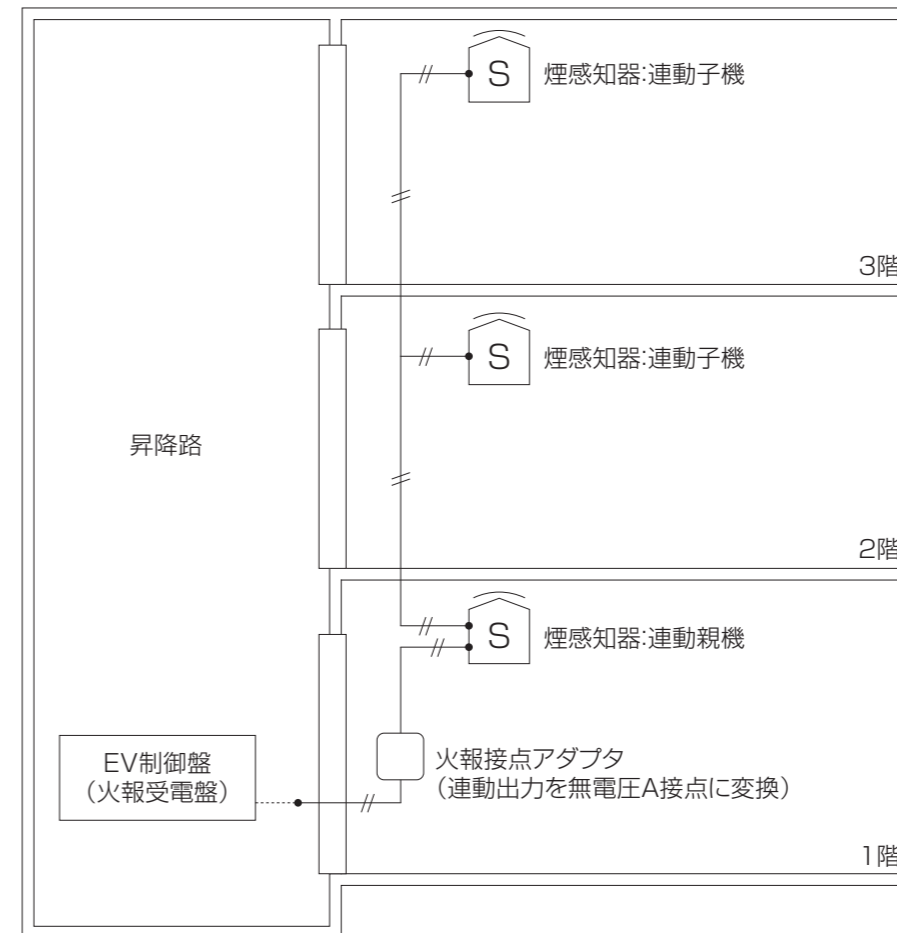 S
煙感知器:連動子機
3階
S
煙感知器:連動子機
昇降路
2階
S
煙感知器:連動親機
EV制御盤
(火報受電盤)
火報接点アダプタ
(連動出力を無電圧A接点に変換)
1階